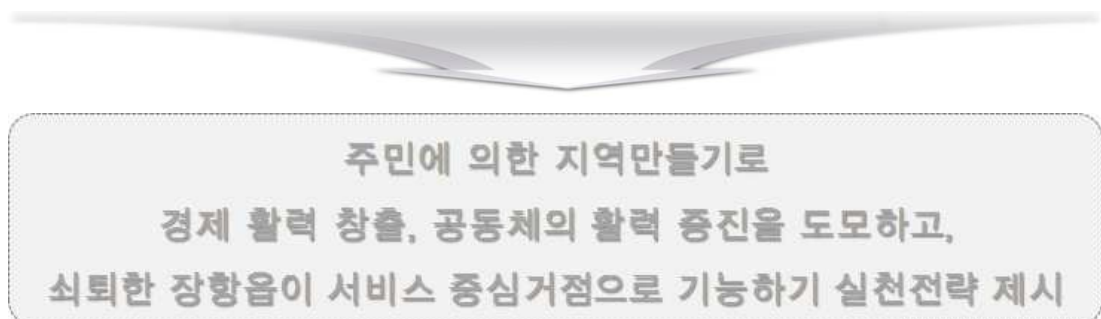 주민에 의한 지역만들기로
경제 활력 창출, 공동체의 활력 증진을 도모하고,
쇠퇴한 장항읍이 서비스 중심거점으로 기능하기 실천전략 제시